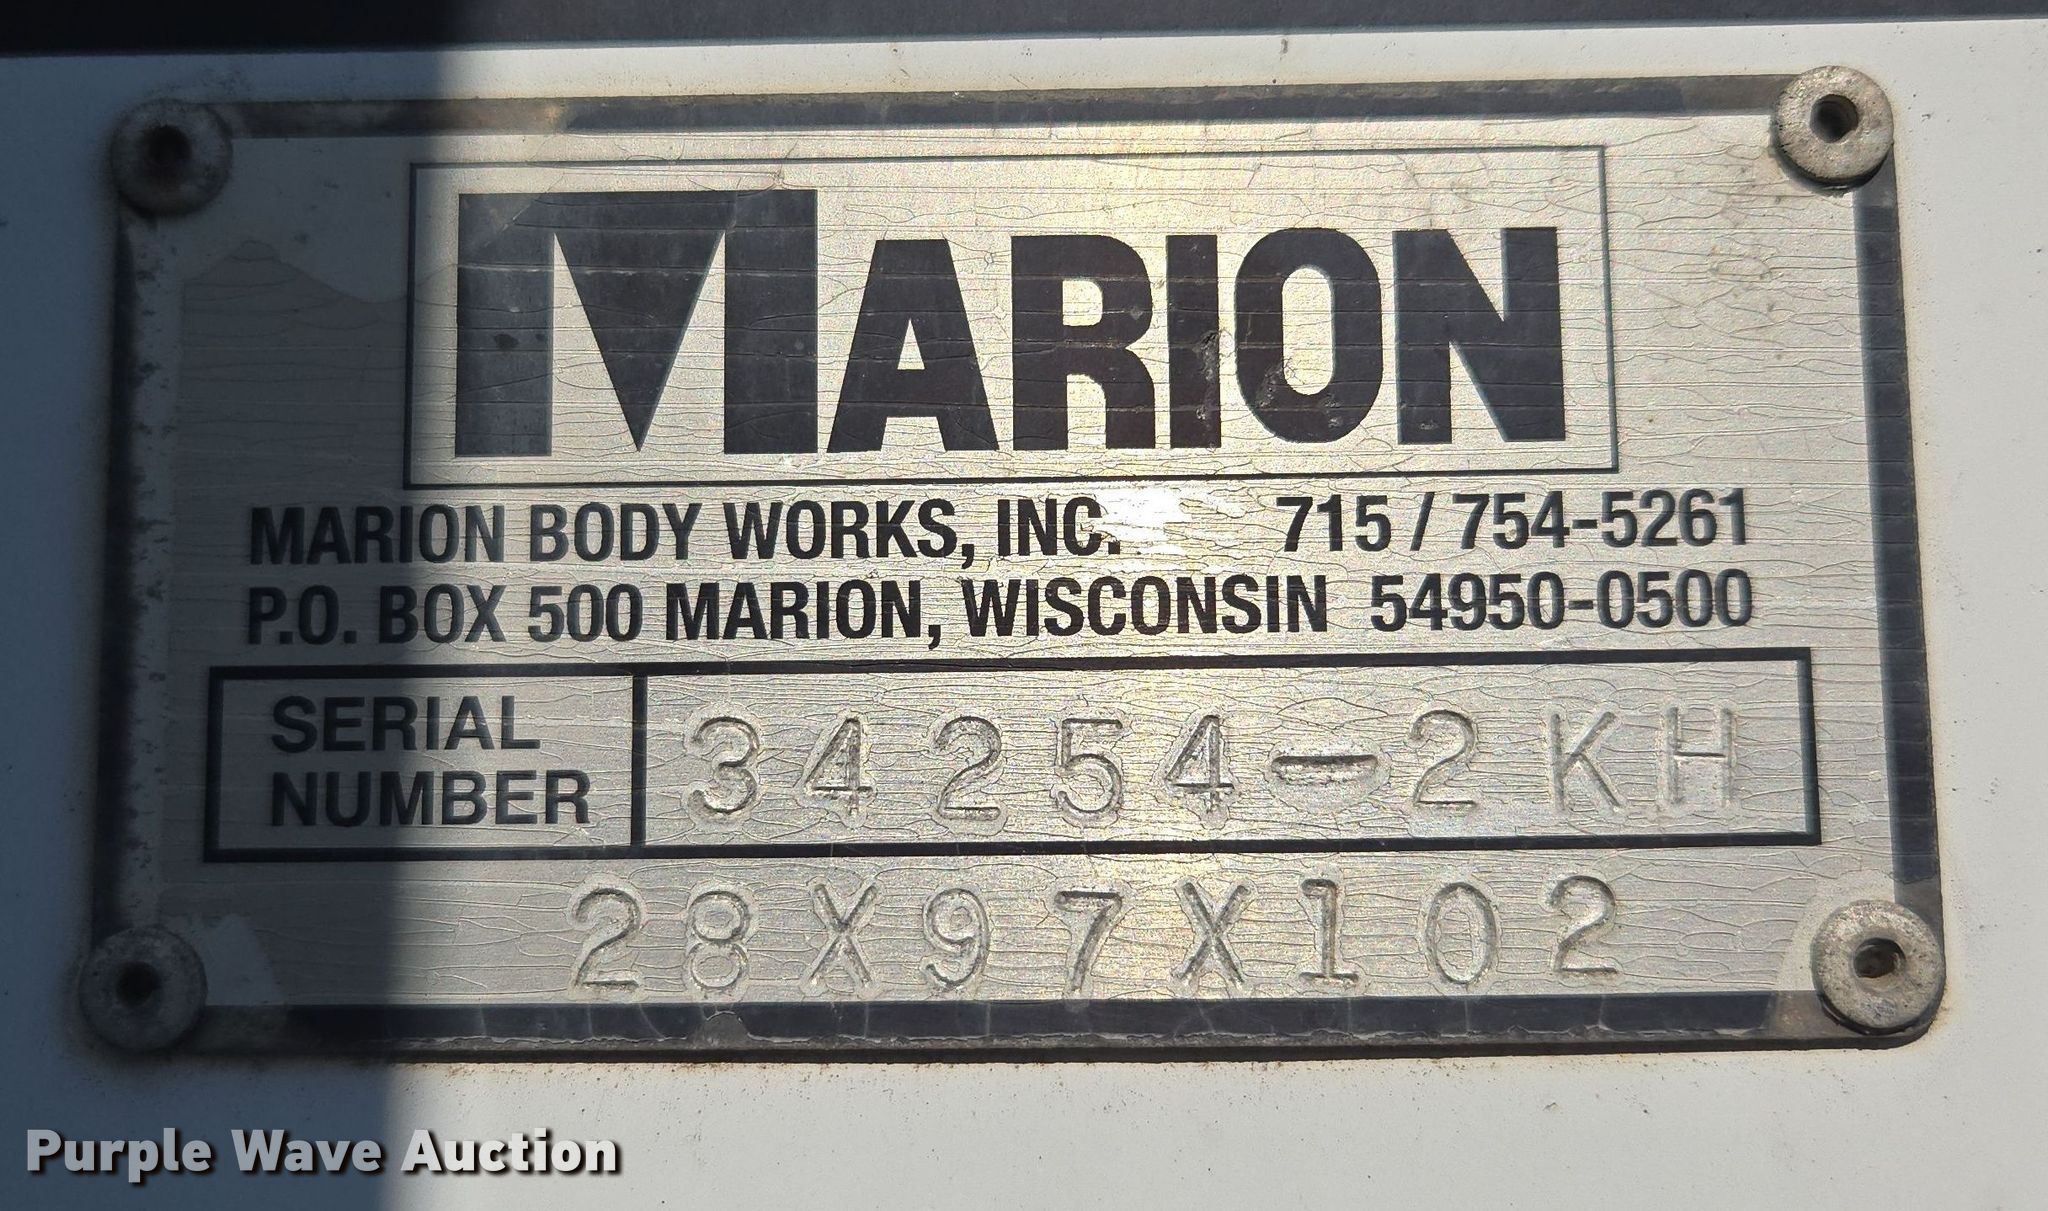 MARION
MARION BODY WORKS, INC. 715 / 754-5261
P.O. BOX 500 MARION, WISCONSIN 54950-0500
SERIAL
NUMBER
34254-2KH
28X97X102
Purple Wave Auction